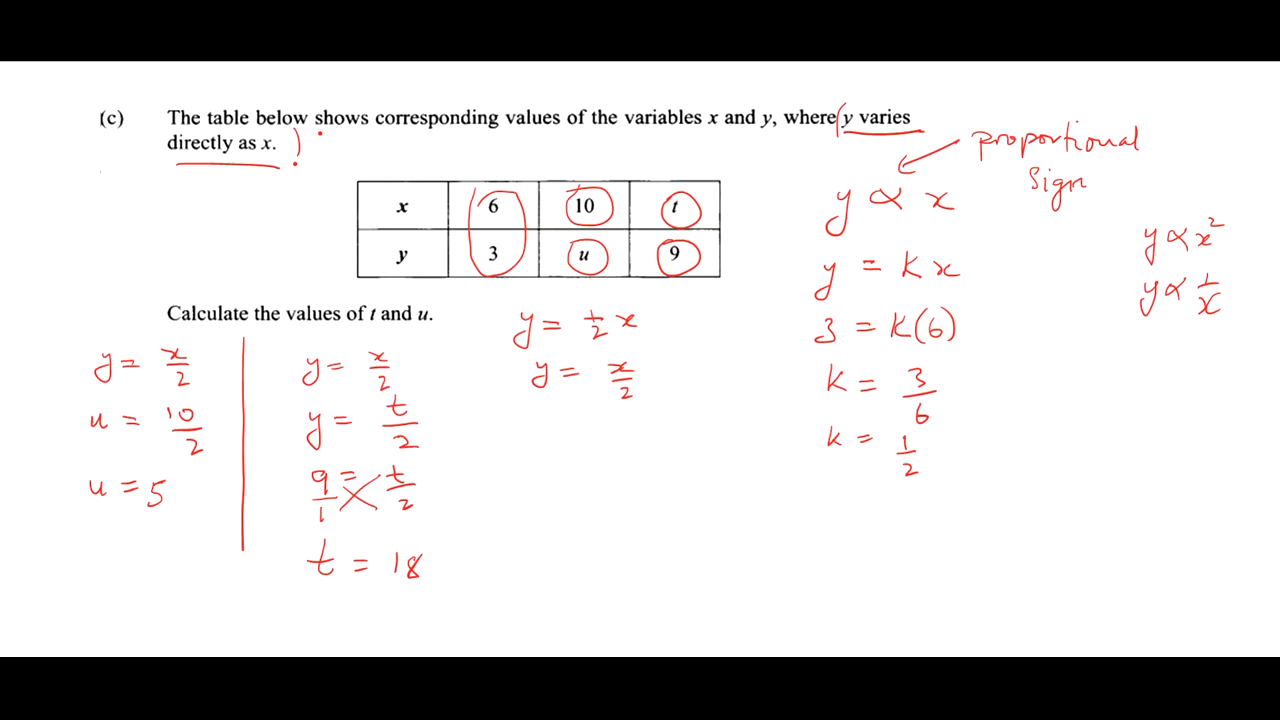 (c) The table below shows corresponding values of the variables x and y, where y varies
directly as x.
proportional
sign
x 6 10 t
y 3 u 9
y ∝ x
y = kx
3 = k(6)
k = 3/6
k = 1/2
y ∝ x²
y ∝ 1/x
Calculate the values of t and u.
y = 1/2 x
y = x/2
y = x/2
u = 10/2
u = 5
y = x/2
y = t/2
9/1 = t/2
t = 18